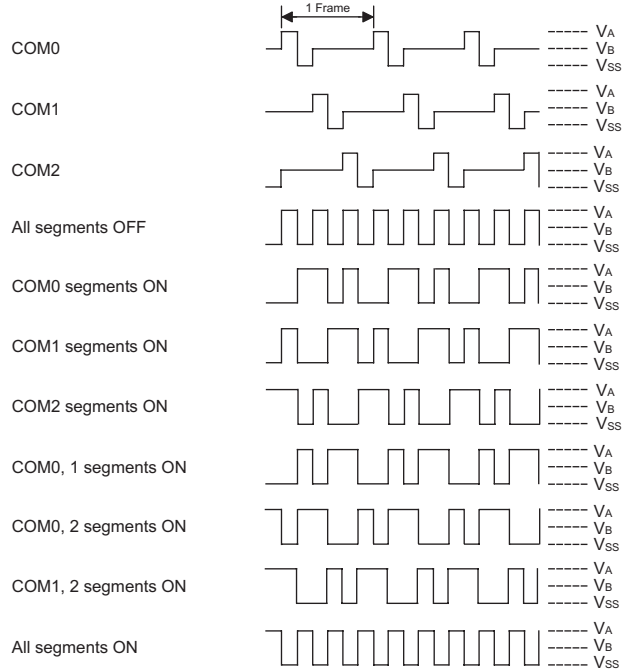 1 Frame
COM0
VA
VB
VSS
COM1
VA
VB
VSS
COM2
VA
VB
VSS
All segments OFF
VA
VB
VSS
COM0 segments ON
VA
VB
VSS
COM1 segments ON
VA
VB
VSS
COM2 segments ON
VA
VB
VSS
COM0, 1 segments ON
VA
VB
VSS
COM0, 2 segments ON
VA
VB
VSS
COM1, 2 segments ON
VA
VB
VSS
All segments ON
VA
VB
VSS